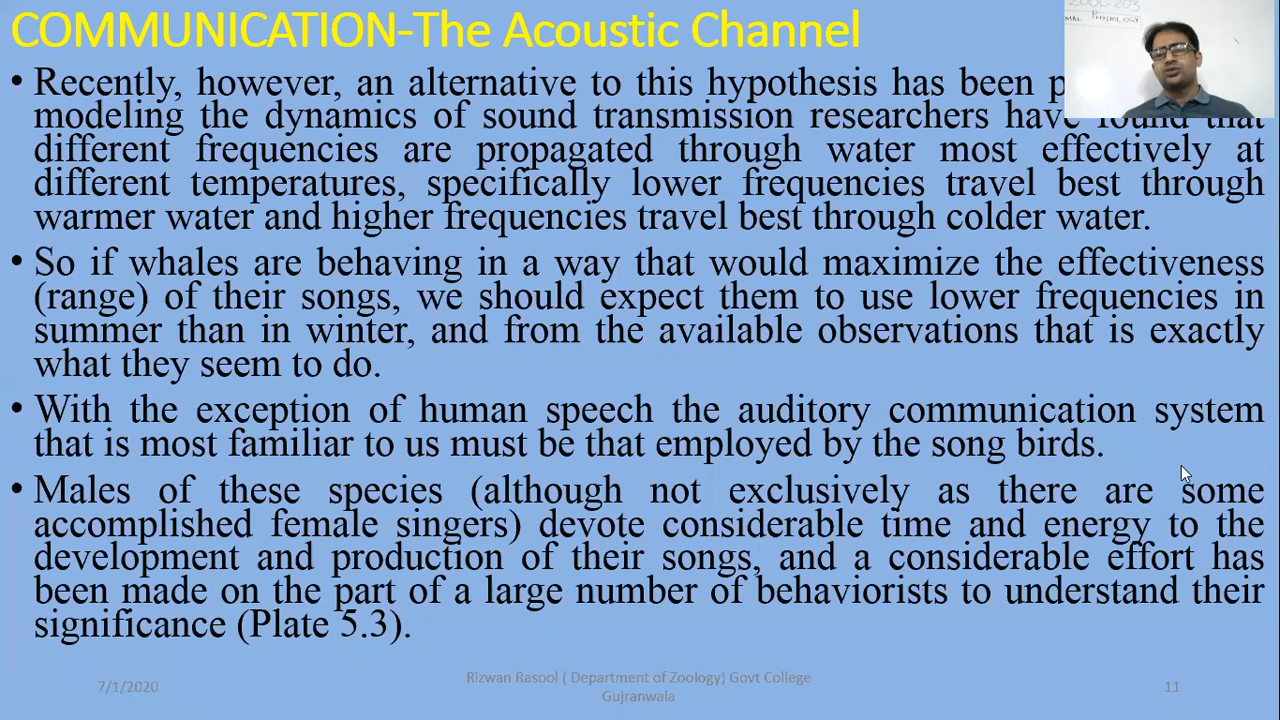 COMMUNICATION-The Acoustic Channel
• Recently, however, an alternative to this hypothesis has been
modeling the dynamics of sound transmission researchers have found that
different frequencies are propagated through water most effectively at
different temperatures, specifically lower frequencies travel best through
warmer water and higher frequencies travel best through colder water.
• So if whales are behaving in a way that would maximize the effectiveness
(range) of their songs, we should expect them to use lower frequencies in
summer than in winter, and from the available observations that is exactly
what they seem to do.
• With the exception of human speech the auditory communication system
that is most familiar to us must be that employed by the song birds.
• Males of these species (although not exclusively as there are some
accomplished female singers) devote considerable time and energy to the
development and production of their songs, and a considerable effort has
been made on the part of a large number of behaviorists to understand their
significance (Plate 5.3).
7/1/2020
Rizwan Rasool ( Department of Zoology) Govt College
Gujranwala
11
ZOOL-203
PHYSIOLOGY